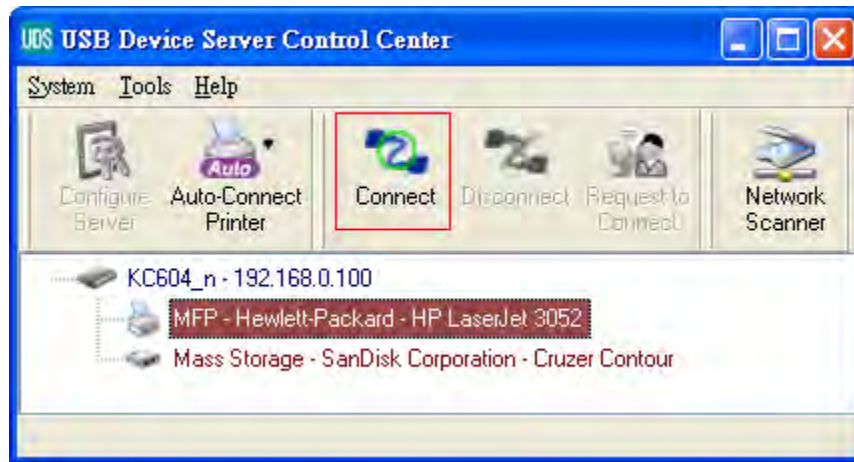 UDS USB Device Server Control Center
System Tools Help
Configure Server
Auto
Auto-Connect Printer
Connect
Disconnect
Request to Connect
Network Scanner
KC604_n - 192.168.0.100
MFP - Hewlett-Packard - HP LaserJet 3052
Mass Storage - SanDisk Corporation - Cruzer Contour